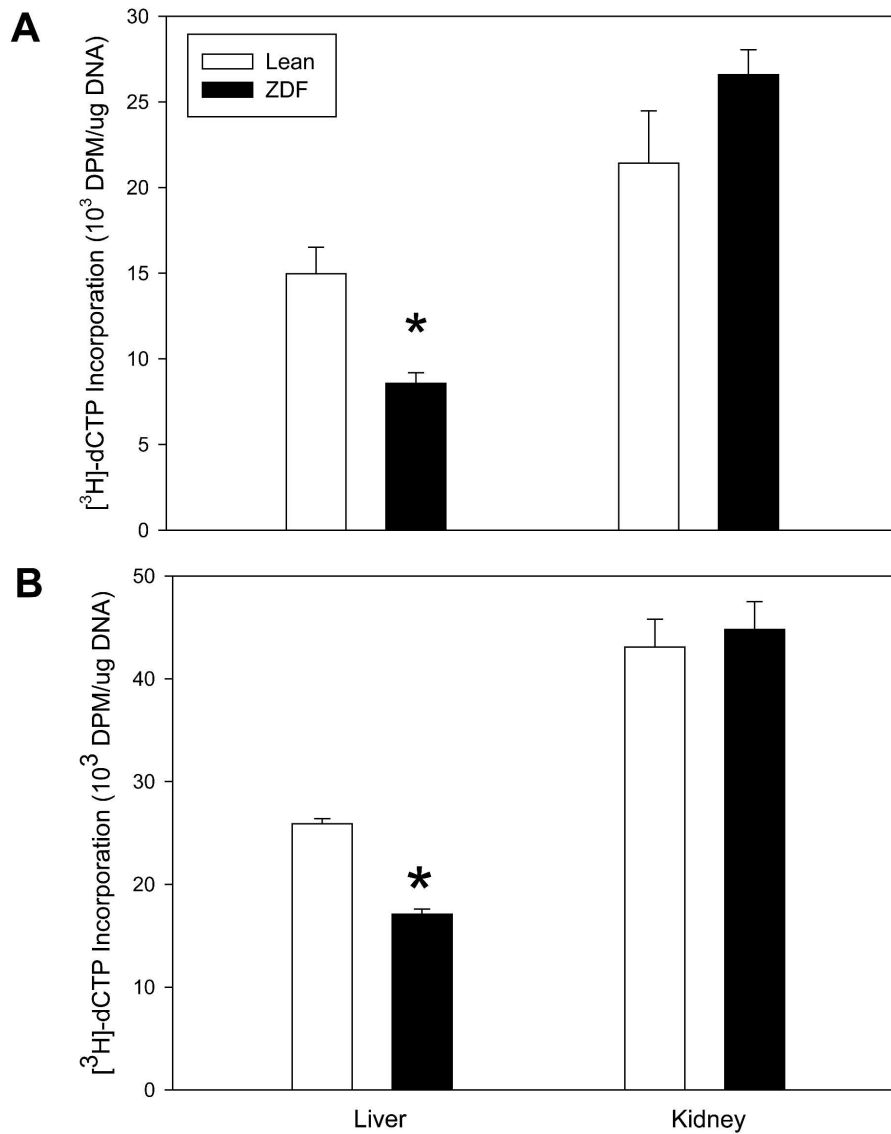 A
[³H]-dCTP Incorporation (10³ DPM/ug DNA)
30
25
20
15
10
5
0
Lean
ZDF
*
B
[³H]-dCTP Incorporation (10³ DPM/ug DNA)
50
40
30
20
10
0
*
Liver Kidney